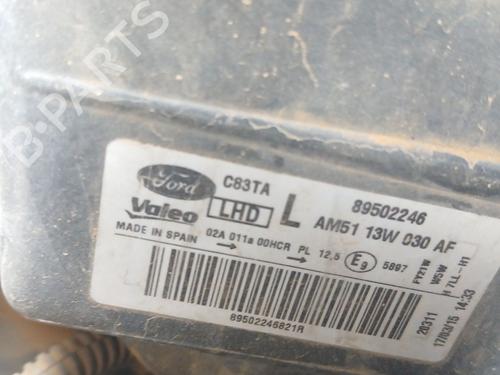 B-PARTS
Ford
C83TA
89502246
Valeo
LHD
L
AM51 13W 030 AF
MADE IN SPAIN
02A 011a 00HCR PL 12,5
E9
5897
PY21W
W5W
H7LL-H1
20311
17/03/15 14:33
89502246821R